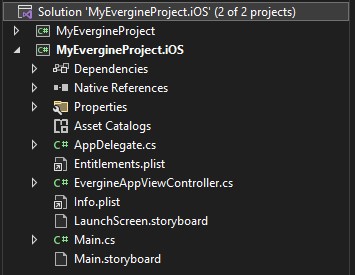 Solution 'MyEvergineProject.iOS' (2 of 2 projects)
MyEvergineProject
MyEvergineProject.iOS
Dependencies
Native References
Properties
Asset Catalogs
C# AppDelegate.cs
Entitlements.plist
C# EvergineAppViewController.cs
Info.plist
LaunchScreen.storyboard
C# Main.cs
Main.storyboard